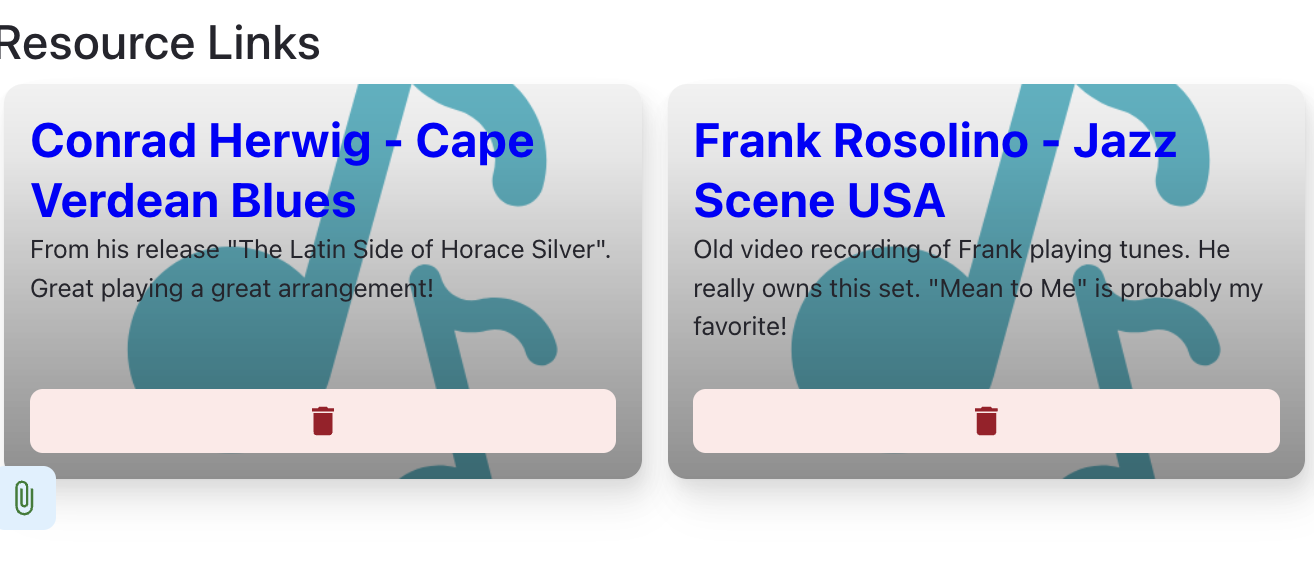 Resource Links
Conrad Herwig - Cape
Verdean Blues
From his release "The Latin Side of Horace Silver".
Great playing a great arrangement!
Frank Rosolino - Jazz
Scene USA
Old video recording of Frank playing tunes. He
really owns this set. "Mean to Me" is probably my
favorite!